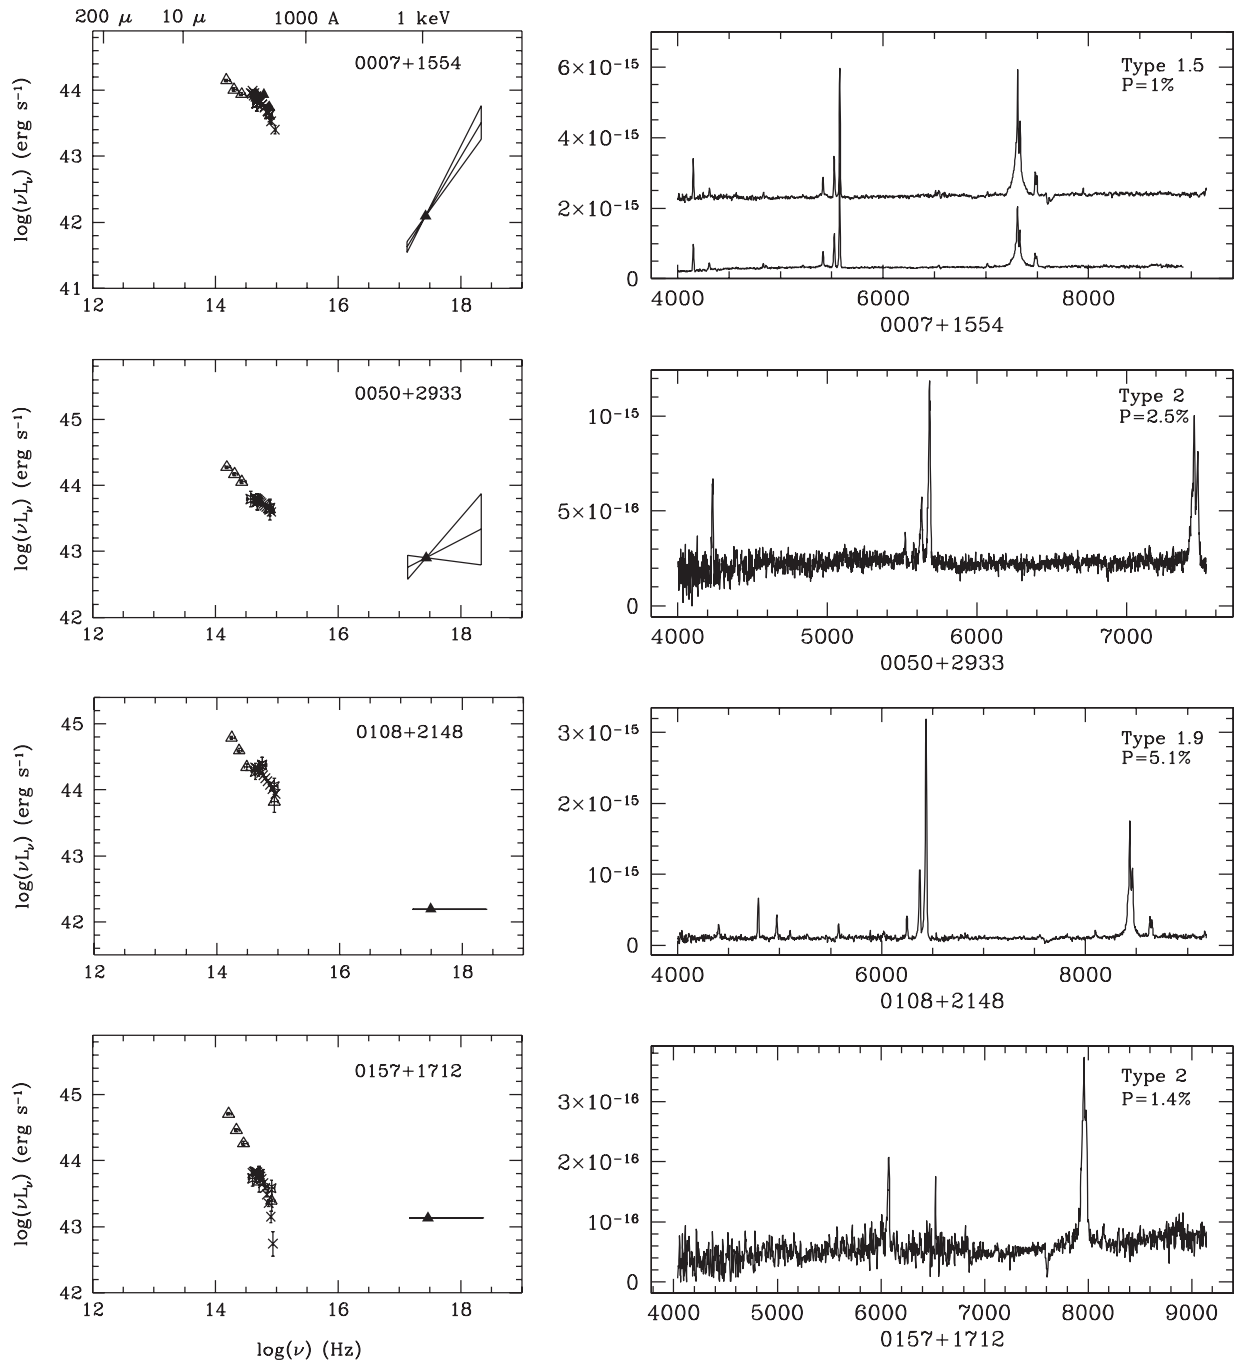 200 μ 10 μ 1000 A 1 keV
0007+1554
log(νLν) (erg s⁻¹)
44
43
42
41
12 14 16 18
Type 1.5
P=1%
6×10⁻¹⁵
4×10⁻¹⁵
2×10⁻¹⁵
0
4000 6000 8000
0007+1554
0050+2933
log(νLν) (erg s⁻¹)
45
44
43
42
12 14 16 18
Type 2
P=2.5%
10⁻¹⁵
5×10⁻¹⁶
0
4000 5000 6000 7000
0050+2933
0108+2148
log(νLν) (erg s⁻¹)
45
44
43
42
12 14 16 18
Type 1.9
P=5.1%
3×10⁻¹⁵
2×10⁻¹⁵
10⁻¹⁵
0
4000 6000 8000
0108+2148
0157+1712
log(νLν) (erg s⁻¹)
45
44
43
42
12 14 16 18
log(ν) (Hz)
Type 2
P=1.4%
3×10⁻¹⁶
2×10⁻¹⁶
10⁻¹⁶
0
4000 5000 6000 7000 8000 9000
0157+1712